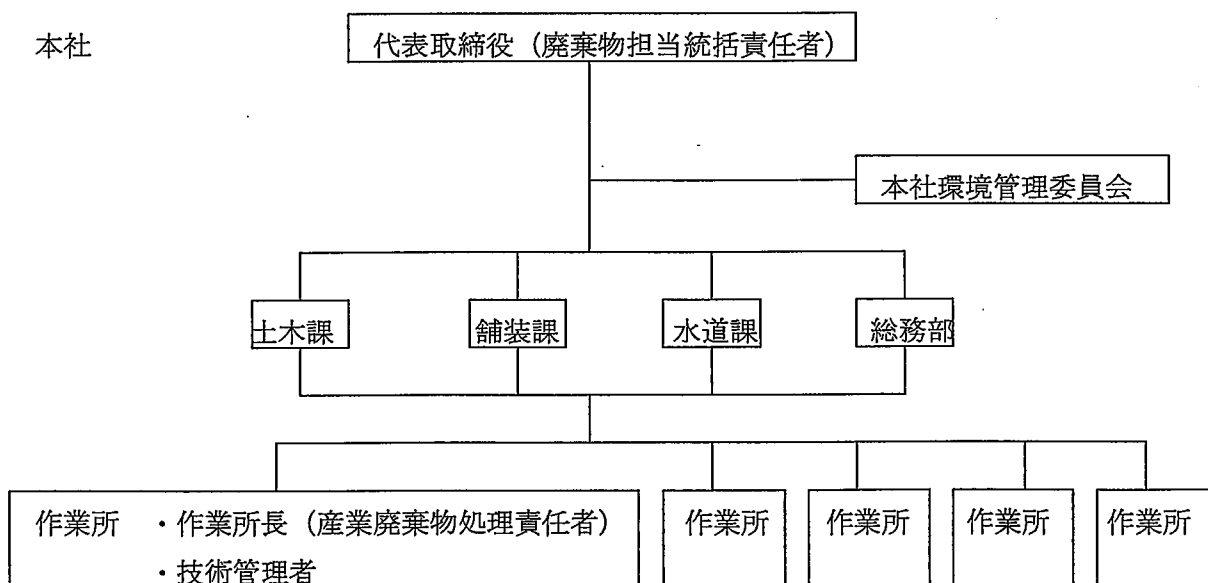 本社
代表取締役（廃棄物担当統括責任者）
本社環境管理委員会
土木課
舗装課
水道課
総務部
作業所 ・作業所長（産業廃棄物処理責任者）
・技術管理者
作業所
作業所
作業所
作業所